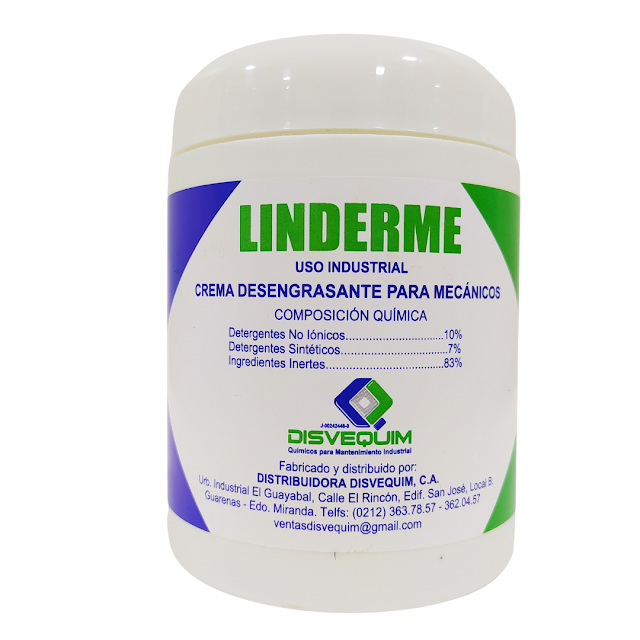 LINDERME
USO INDUSTRIAL
CREMA DESENGRASANTE PARA MECÁNICOS
COMPOSICIÓN QUÍMICA
Detergentes No Iónicos.................................10%
Detergentes Sintéticos...................................7%
Ingredientes Inertes.......................................83%
J-00242446-9
DISVEQUIM
Químicos para Mantenimiento Industrial
Fabricado y distribuido por:
DISTRIBUIDORA DISVEQUIM, C.A.
Urb. Industrial El Guayabal, Calle El Rincón, Edif. San José, Local B.
Guarenas - Edo. Miranda. Telfs: (0212) 363.78.57 - 362.04.57
ventasdisvequim@gmail.com